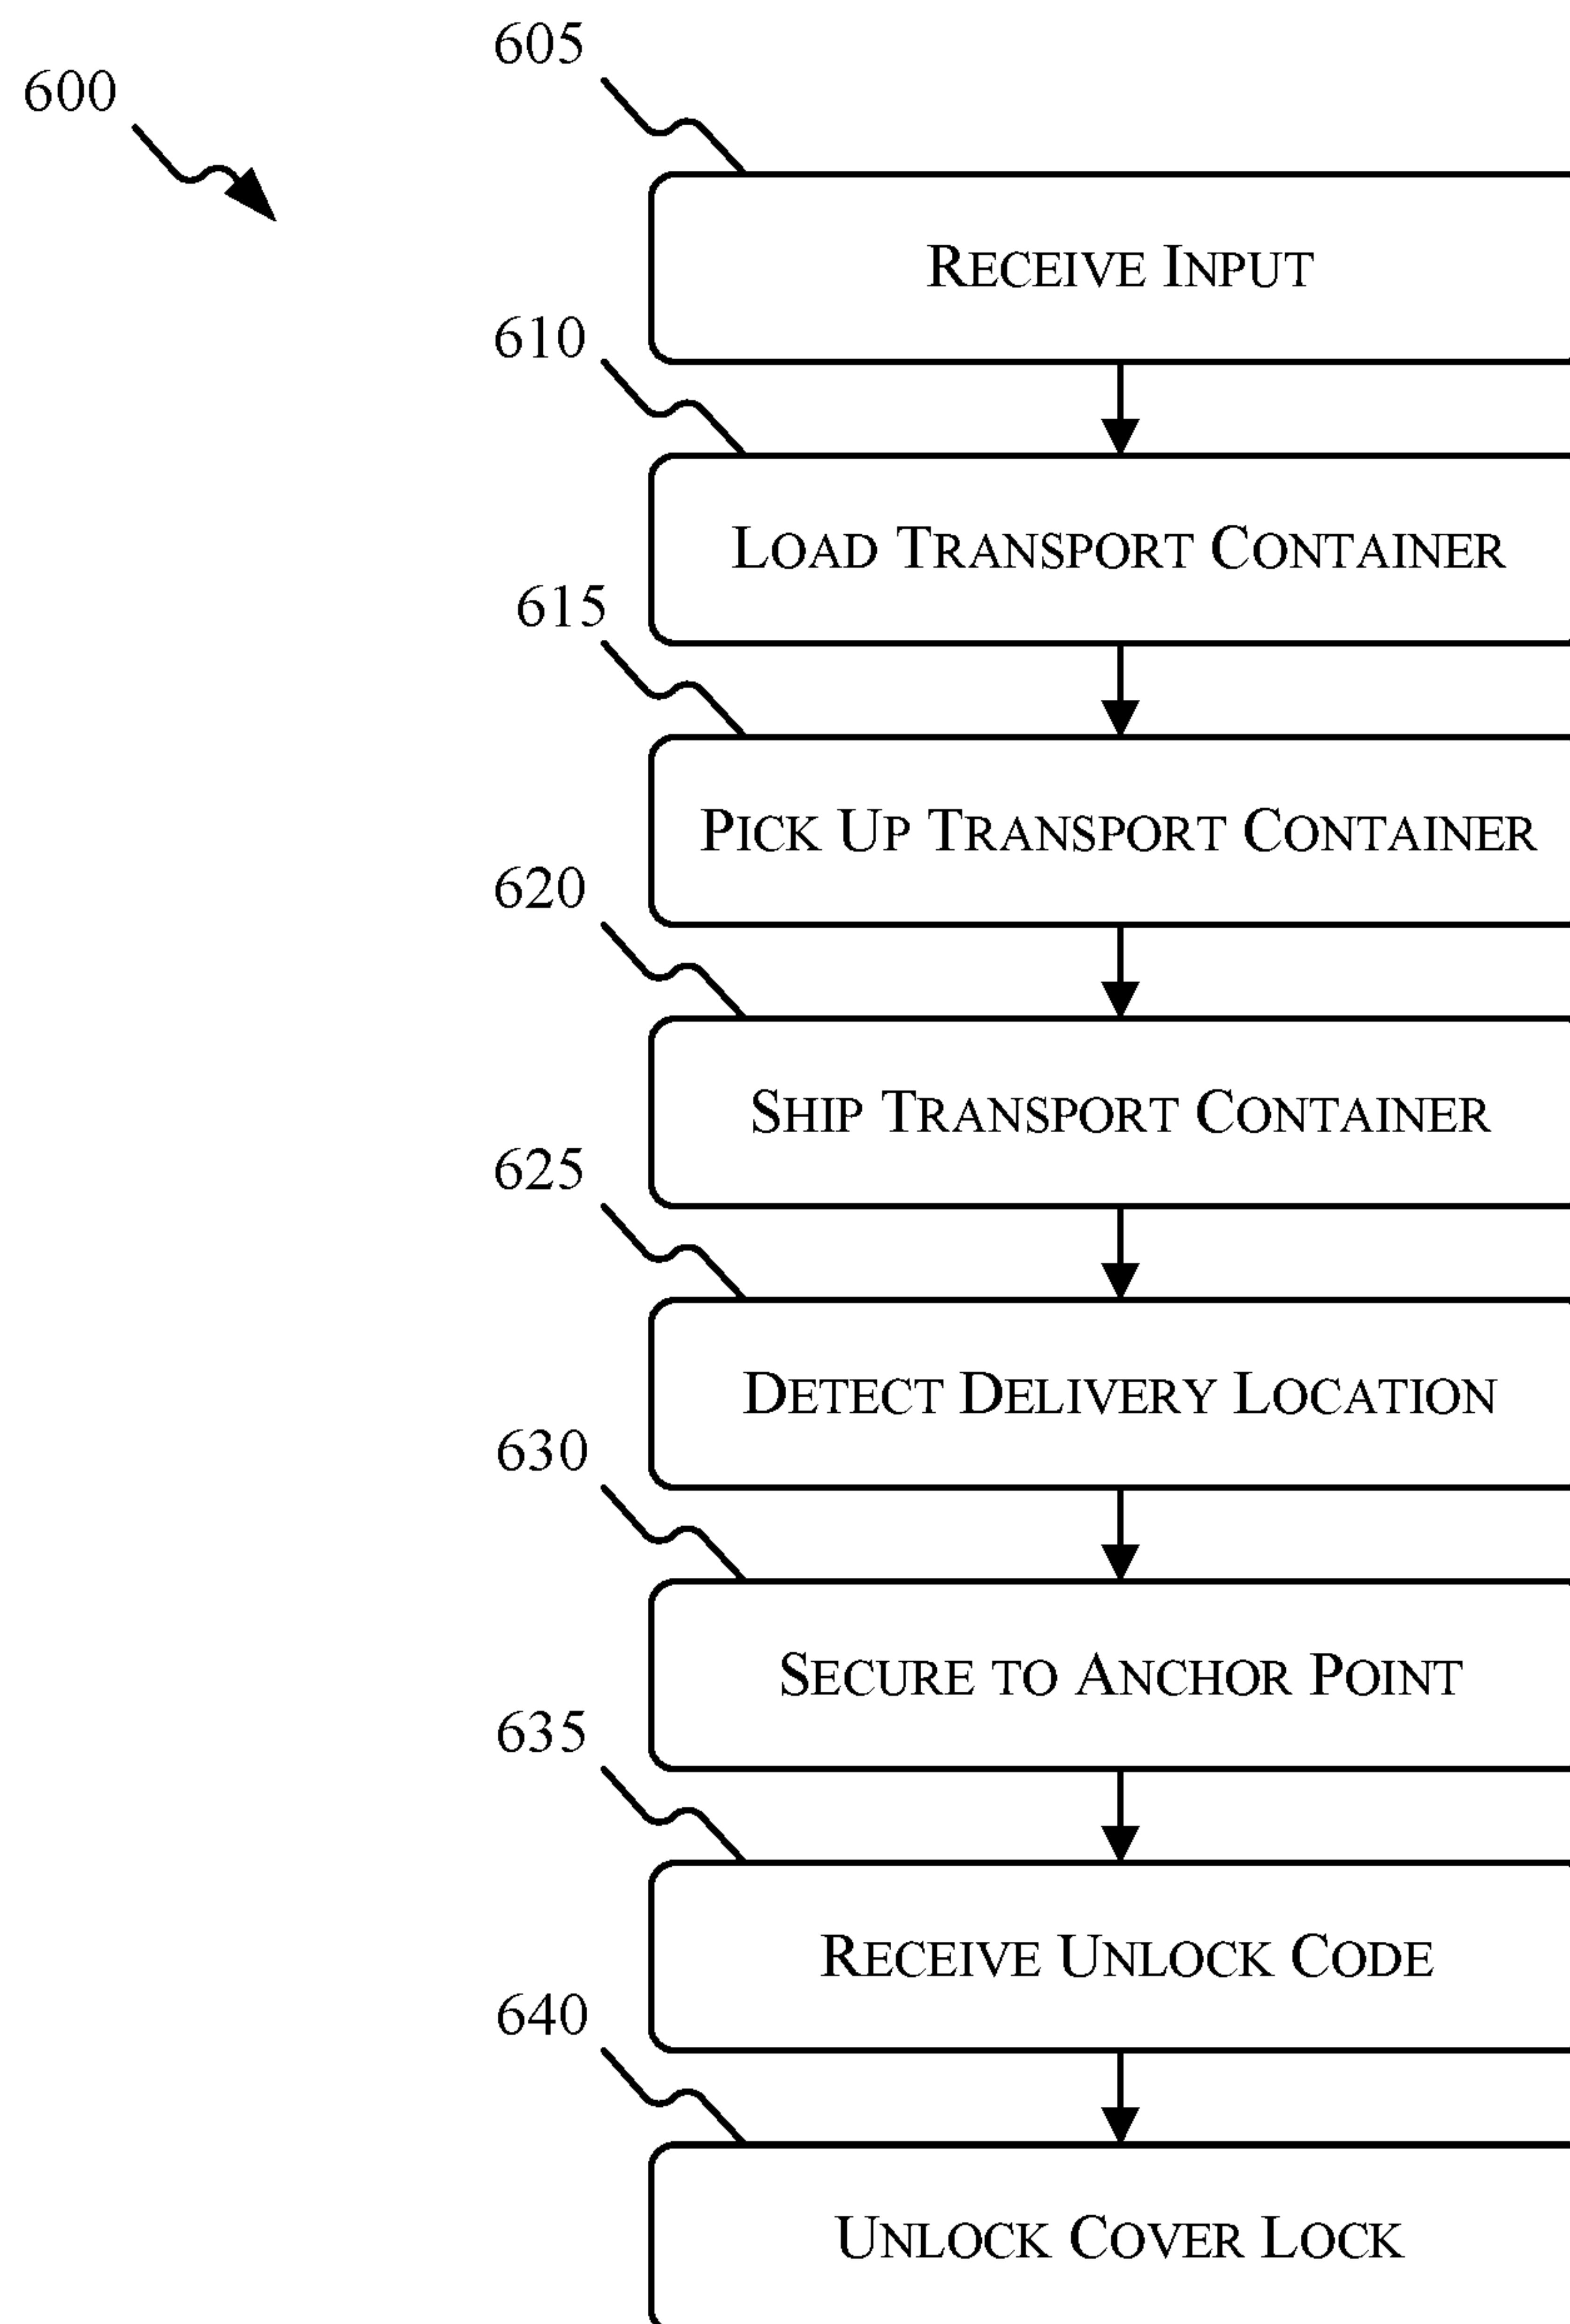 605
600
RECEIVE INPUT
610
LOAD TRANSPORT CONTAINER
615
PICK UP TRANSPORT CONTAINER
620
SHIP TRANSPORT CONTAINER
625
DETECT DELIVERY LOCATION
630
SECURE TO ANCHOR POINT
635
RECEIVE UNLOCK CODE
640
UNLOCK COVER LOCK